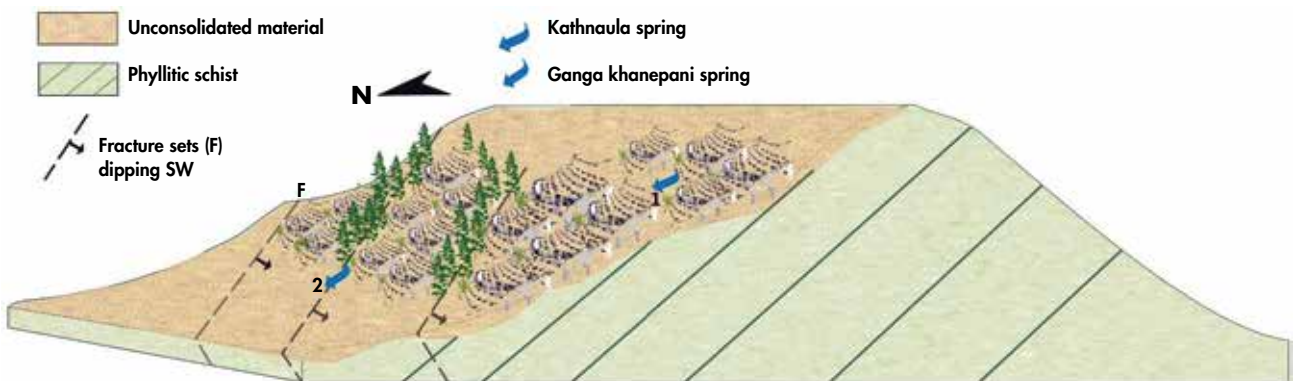 Unconsolidated material
Phyllitic schist
Fracture sets (F)
dipping SW
Kathnaula spring
Ganga khanepani spring
N
F
1
2